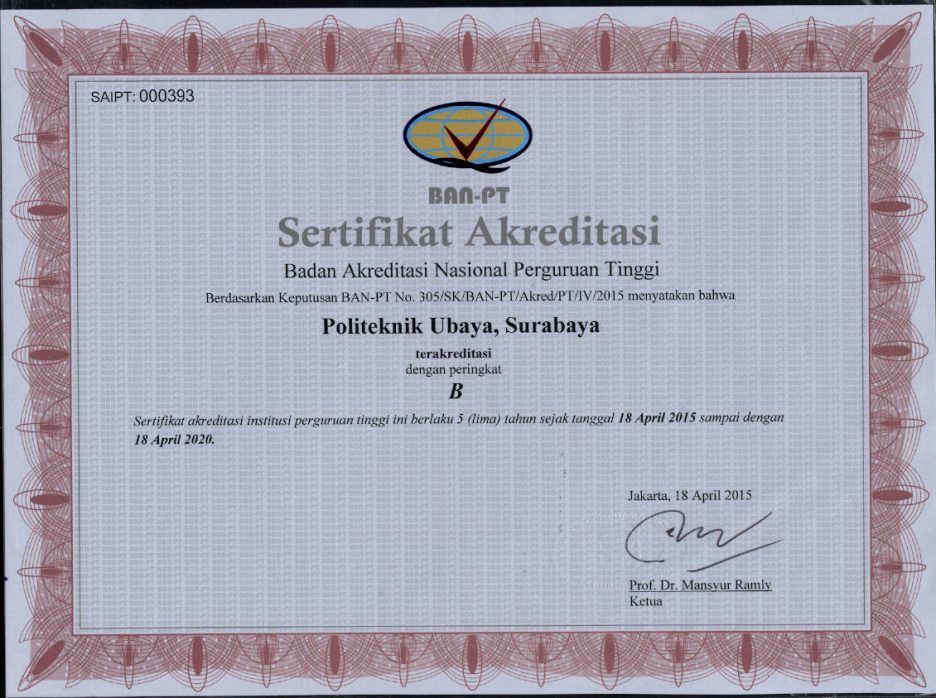 SAIPT: 000393
BAN-PT
Sertifikat Akreditasi
Badan Akreditasi Nasional Perguruan Tinggi
Berdasarkan Keputusan BAN-PT No. 305/SK/BAN-PT/Akred/PT/IV/2015 menyatakan bahwa
Politeknik Ubaya, Surabaya
terakreditasi
dengan peringkat
B
Sertifikat akreditasi institusi perguruan tinggi ini berlaku 5 (lima) tahun sejak tanggal 18 April 2015 sampai dengan
18 April 2020.
Jakarta, 18 April 2015
Prof. Dr. Mansyur Ramly
Ketua